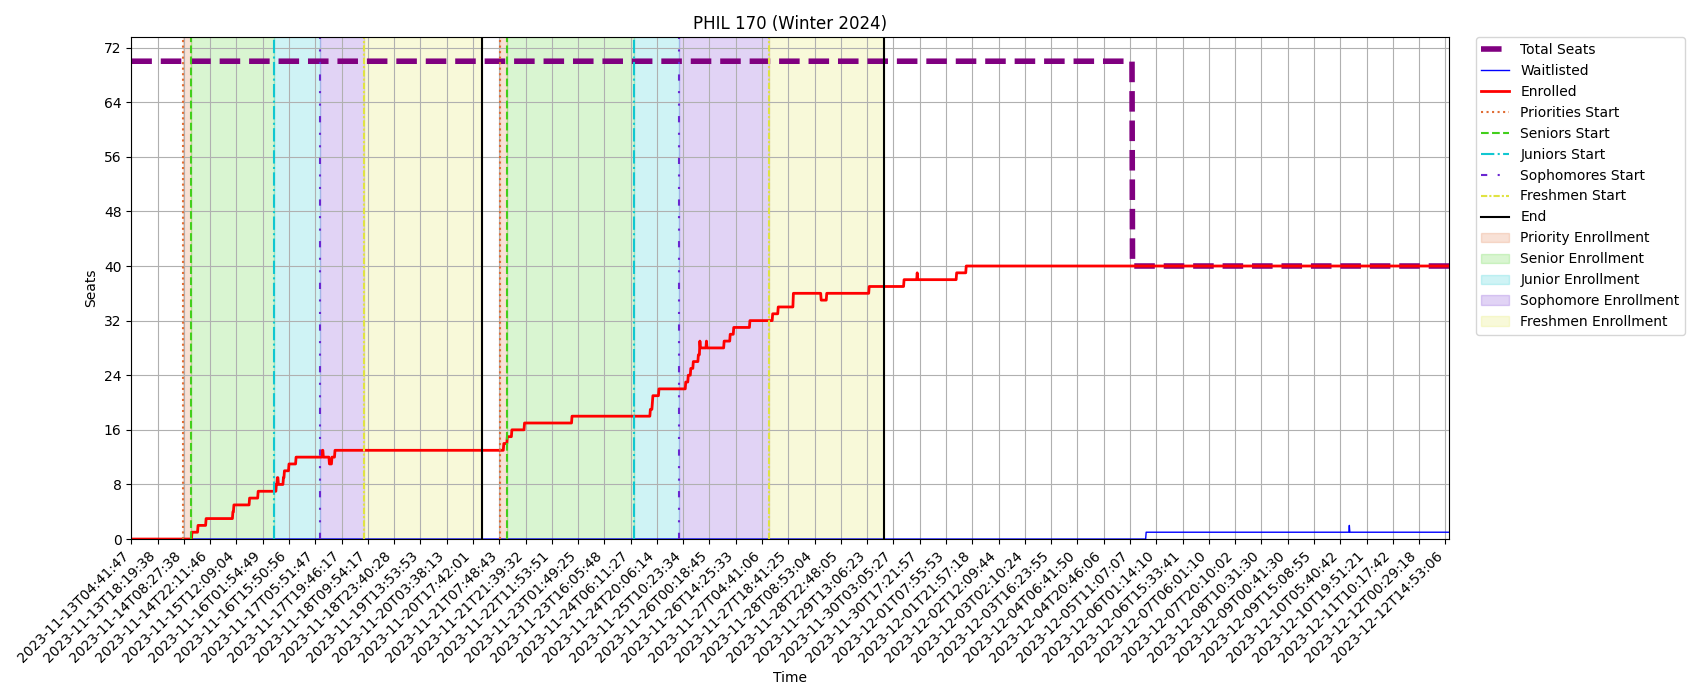 PHIL 170 (Winter 2024)
72
64
56
48
40
32
24
16
8
0
Seats
2023-11-13T04:41:47
2023-11-13T18:19:38
2023-11-14T08:27:38
2023-11-14T22:11:46
2023-11-15T12:09:04
2023-11-16T01:54:49
2023-11-16T15:50:56
2023-11-17T05:51:47
2023-11-17T19:46:17
2023-11-18T09:54:17
2023-11-18T23:40:28
2023-11-19T13:53:53
2023-11-20T03:38:13
2023-11-20T17:42:01
2023-11-21T07:48:43
2023-11-21T21:39:32
2023-11-22T11:53:51
2023-11-23T01:49:25
2023-11-23T16:05:48
2023-11-24T06:11:27
2023-11-24T20:06:14
2023-11-25T10:23:34
2023-11-26T00:18:45
2023-11-26T14:25:33
2023-11-27T04:41:06
2023-11-27T18:41:25
2023-11-28T08:53:04
2023-11-28T22:48:05
2023-11-29T13:06:23
2023-11-30T03:05:27
2023-11-30T17:21:57
2023-12-01T07:55:53
2023-12-01T21:57:18
2023-12-02T12:09:44
2023-12-03T02:10:24
2023-12-03T16:23:55
2023-12-04T06:41:50
2023-12-04T20:46:06
2023-12-05T11:07:07
2023-12-06T01:14:10
2023-12-06T15:33:41
2023-12-07T06:01:10
2023-12-07T20:10:02
2023-12-08T10:31:30
2023-12-09T00:41:30
2023-12-09T15:08:55
2023-12-10T05:40:42
2023-12-10T19:51:21
2023-12-11T10:17:42
2023-12-12T00:29:18
2023-12-12T14:53:06
Time
Total Seats
Waitlisted
Enrolled
Priorities Start
Seniors Start
Juniors Start
Sophomores Start
Freshmen Start
End
Priority Enrollment
Senior Enrollment
Junior Enrollment
Sophomore Enrollment
Freshmen Enrollment